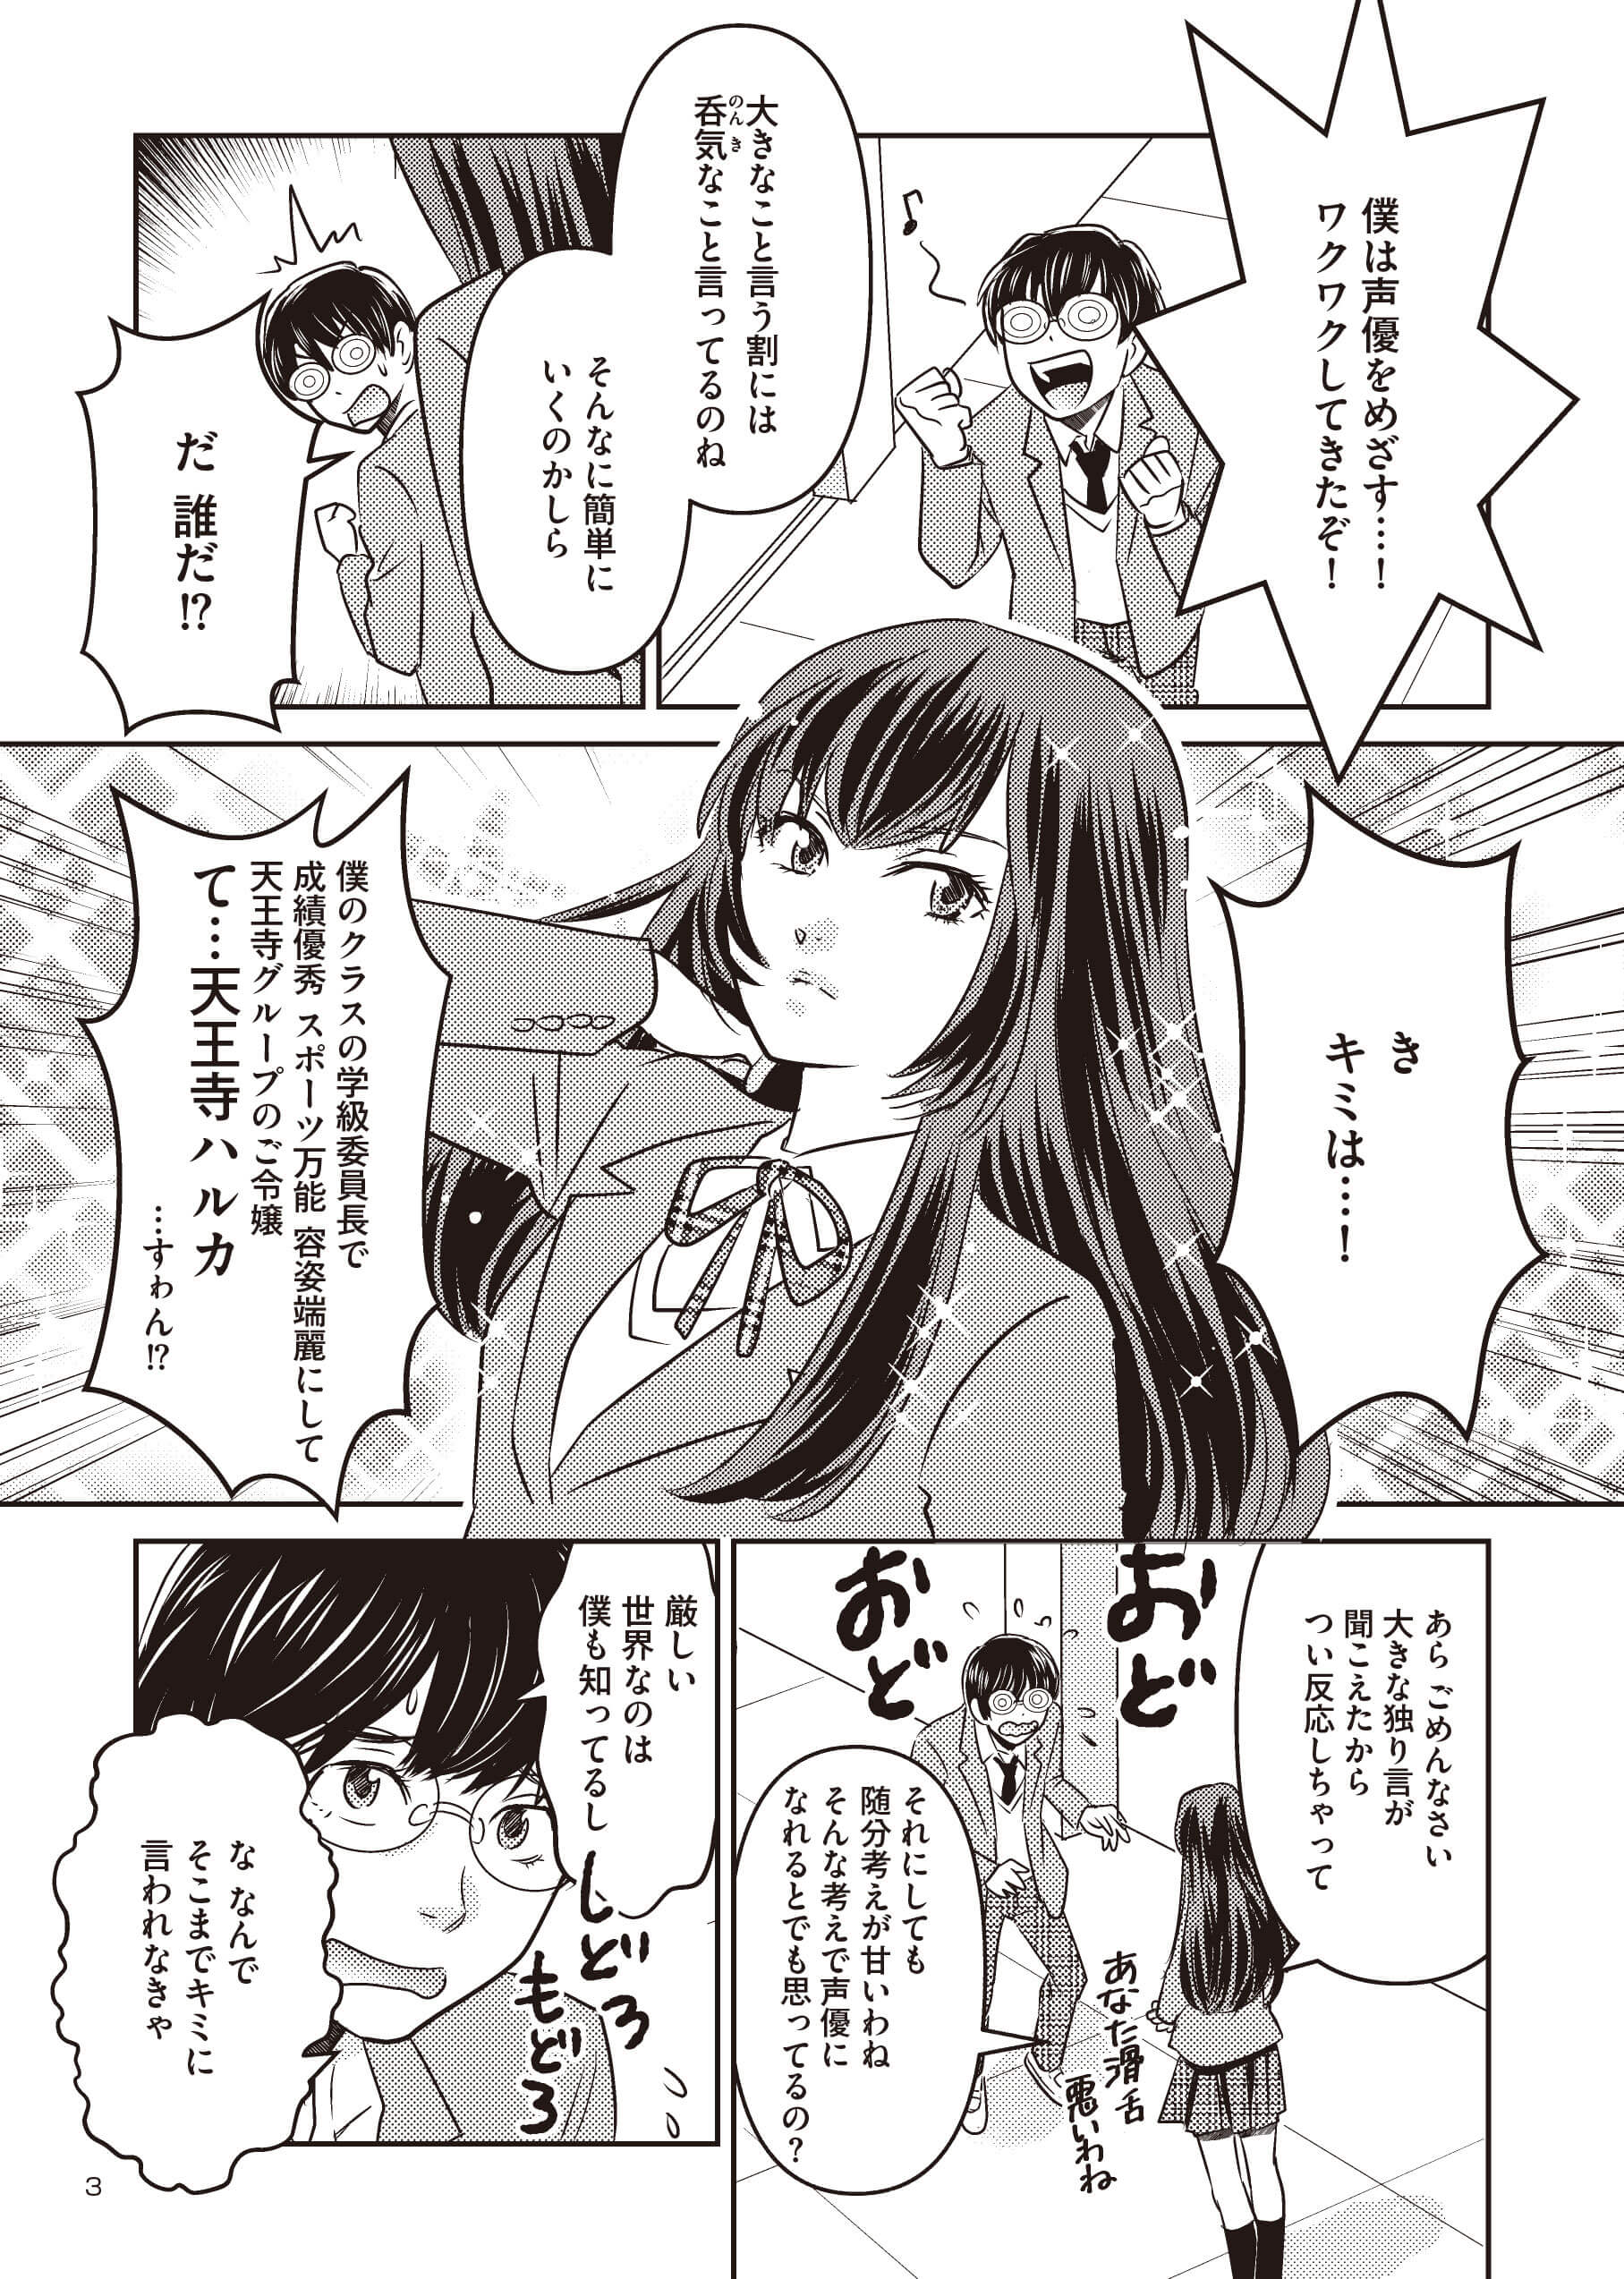 僕は声優をめざす…！
ワクワクしてきたぞ！
大きなこと言う割には
呑気なこと言ってるのね
のんき
そんなに簡単に
いくのかしら
だ 誰だ!?
き
キミは…！
僕のクラスの学級委員長で
成績優秀 スポーツ万能 容姿端麗にして
天王寺グループのご令嬢
て…天王寺ハルカ
…すわん!?
あら ごめんなさい
大きな独り言が
聞こえたから
つい反応しちゃって
おど
おど
それにしても
随分考えが甘いわね
そんな考えで声優に
なれるとでも思ってるの？
あなた滑舌
悪いわね
厳しい
世界なのは
僕も知ってるし
しどろ
もどろ
な なんで
そこまでキミに
言われなきゃ
3